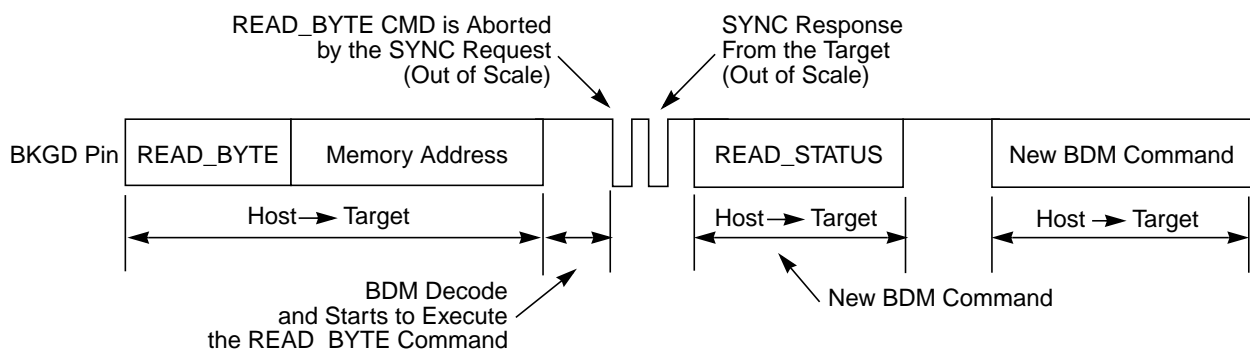 READ_BYTE CMD is Aborted
by the SYNC Request
(Out of Scale)
SYNC Response
From the Target
(Out of Scale)
BKGD Pin
READ_BYTE
Memory Address
READ_STATUS
New BDM Command
Host → Target
Host → Target
Host → Target
BDM Decode
and Starts to Execute
the READ_BYTE Command
New BDM Command